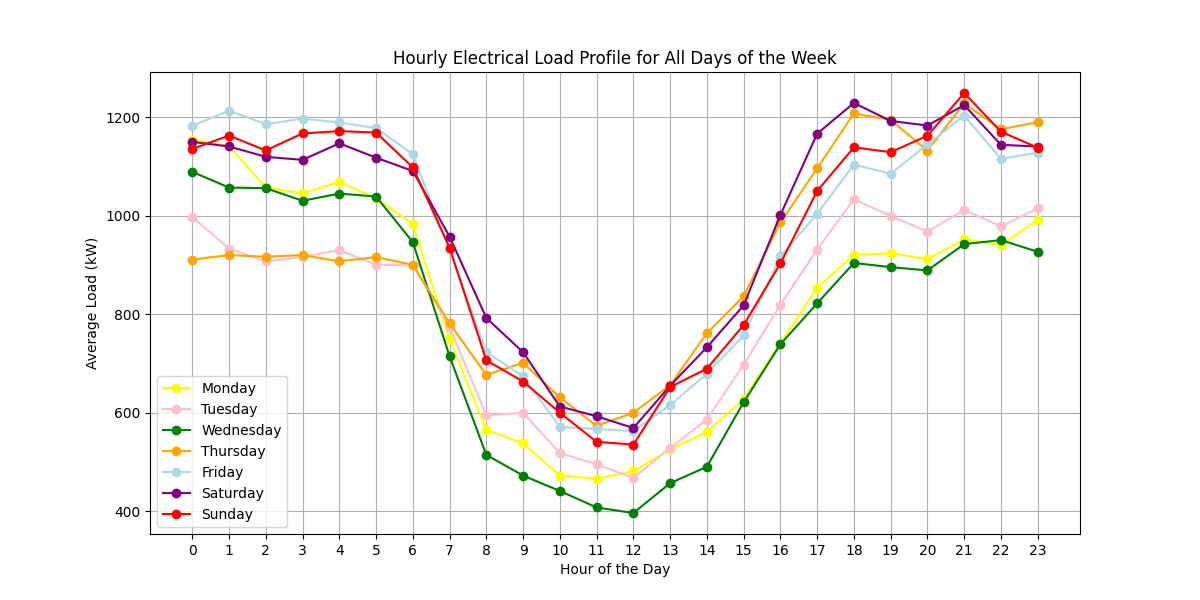 Hourly Electrical Load Profile for All Days of the Week
Average Load (kW)
1200
1000
800
600
400
Monday
Tuesday
Wednesday
Thursday
Friday
Saturday
Sunday
0 1 2 3 4 5 6 7 8 9 10 11 12 13 14 15 16 17 18 19 20 21 22 23
Hour of the Day